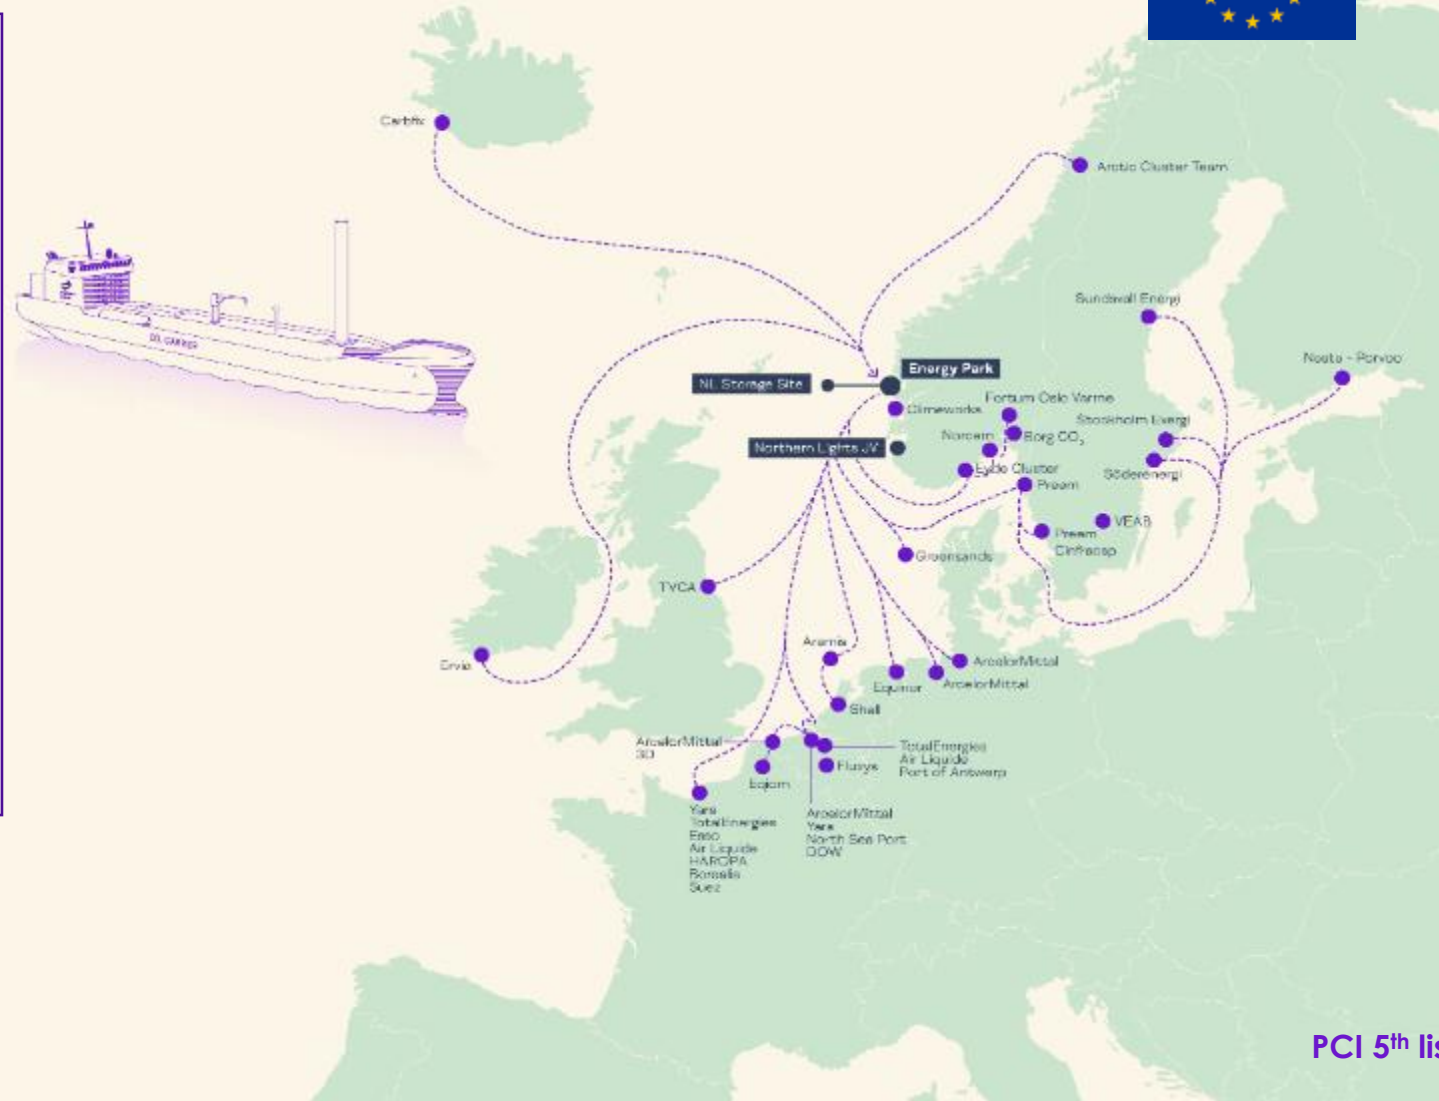 Carbfix
Arctic Cluster Team
Sundsvall Energi
Neste - Porvoo
Energy Park
NL Storage Site
Climeworks
Fortum Oslo Varme
Stockholm Exergi
Norcem
Borg CO₂
Northern Lights JV
Eyde Cluster
Söderenergi
Preem
VEAB
Preem
Cinfracap
Greensands
TVCA
Aramis
Ervia
ArcelorMittal
ArcelorMittal
Equinor
Shell
ArcelorMittal
3D
TotalEnergies
Air Liquide
Port of Antwerp
Fluxys
Eqiom
Yara
TotalEnergies
Esso
Air Liquide
HAROPA
Borealis
Suez
ArcelorMittal
Yara
North Sea Port
DOW
PCI 5th lis